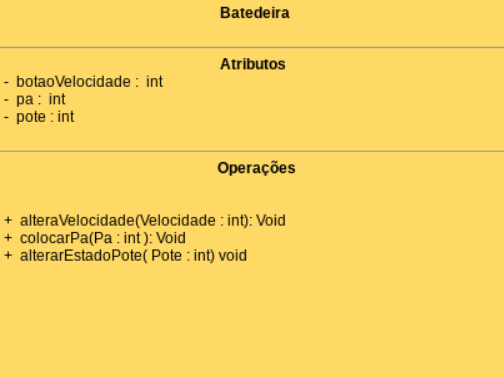 Batedeira
Atributos
- botaoVelocidade : int
- pa : int
- pote : int
Operações
+ alteraVelocidade(Velocidade : int): Void
+ colocarPa(Pa : int ): Void
+ alterarEstadoPote( Pote : int) void